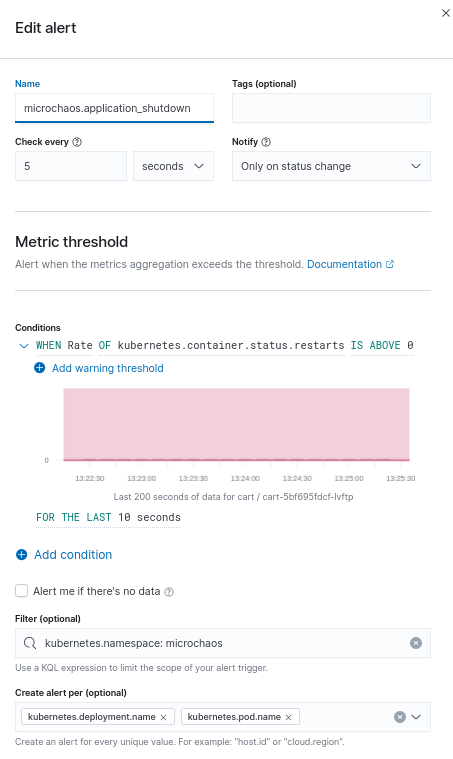 Edit alert
Name
Tags (optional)
microchaos.application_shutdown
Check every
Notify
5
seconds
Only on status change
Metric threshold
Alert when the metrics aggregation exceeds the threshold. Documentation
Conditions
WHEN Rate OF kubernetes.container.status.restarts IS ABOVE 0
Add warning threshold
0
13:22:30 13:23:00 13:23:30 13:24:00 13:24:30 13:25:00 13:25:30
Last 200 seconds of data for cart / cart-5bf695fdcf-lvftp
FOR THE LAST 10 seconds
Add condition
Alert me if there's no data
Filter (optional)
kubernetes.namespace: microchaos
Use a KQL expression to limit the scope of your alert trigger.
Create alert per (optional)
kubernetes.deployment.name kubernetes.pod.name
Create an alert for every unique value. For example: "host.id" or "cloud.region".